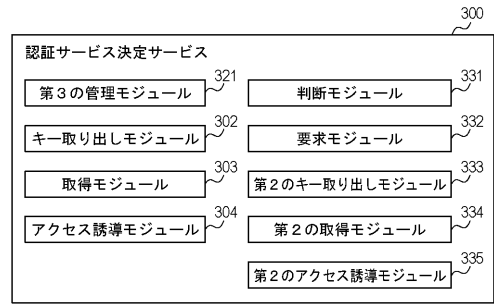 300
認証サービス決定サービス
第3の管理モジュール 321
判断モジュール 331
キー取り出しモジュール 302
要求モジュール 332
取得モジュール 303
第2のキー取り出しモジュール 333
アクセス誘導モジュール 304
第2の取得モジュール 334
第2のアクセス誘導モジュール 335